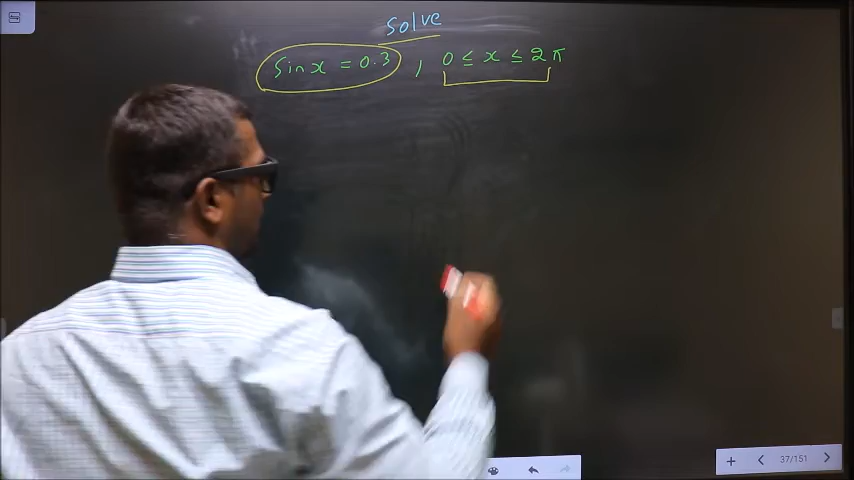 Solve
Sin x = 0.3 , 0 ≤ x ≤ 2π
37/151